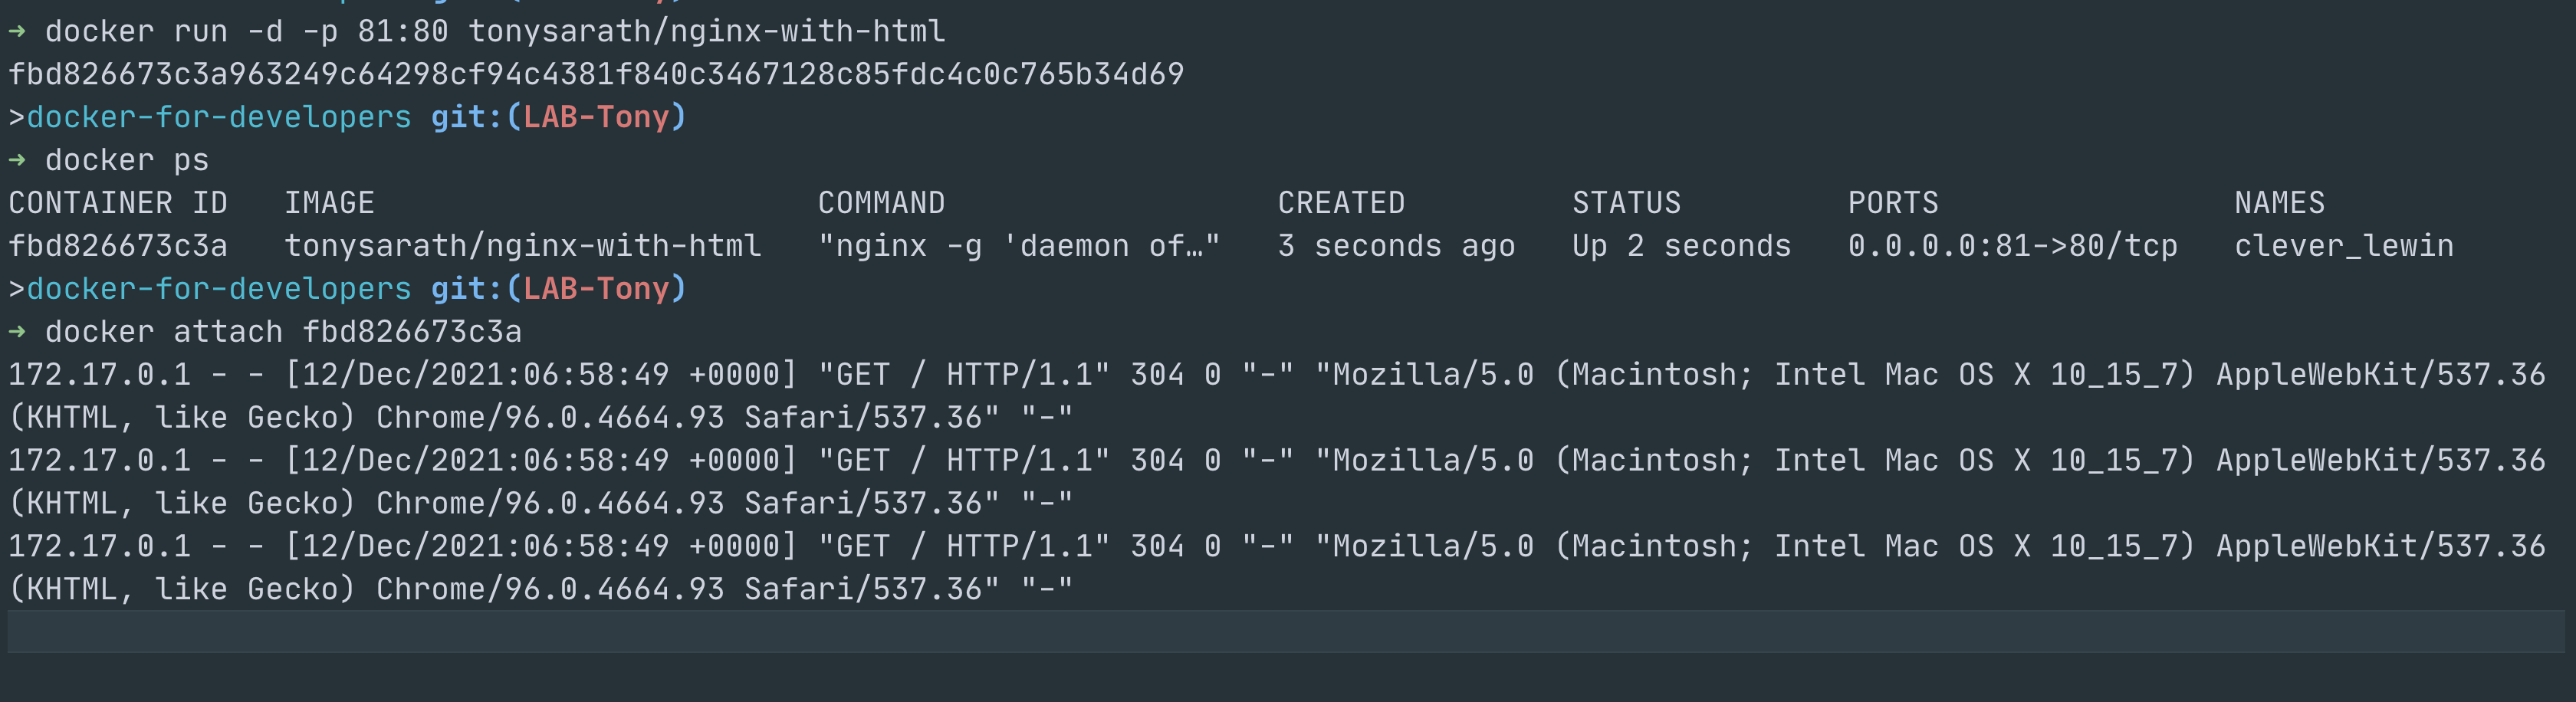 → docker run -d -p 81:80 tonysarath/nginx-with-html
fbd826673c3a963249c64298cf94c4381f840c3467128c85fdc4c0c765b34d69
>docker-for-developers git:(LAB-Tony)
→ docker ps
CONTAINER ID   IMAGE                        COMMAND                  CREATED         STATUS         PORTS                NAMES
fbd826673c3a   tonysarath/nginx-with-html   "nginx -g 'daemon of…"   3 seconds ago   Up 2 seconds   0.0.0.0:81->80/tcp   clever_lewin
>docker-for-developers git:(LAB-Tony)
→ docker attach fbd826673c3a
172.17.0.1 - - [12/Dec/2021:06:58:49 +0000] "GET / HTTP/1.1" 304 0 "-" "Mozilla/5.0 (Macintosh; Intel Mac OS X 10_15_7) AppleWebKit/537.36
(KHTML, like Gecko) Chrome/96.0.4664.93 Safari/537.36" "-"
172.17.0.1 - - [12/Dec/2021:06:58:49 +0000] "GET / HTTP/1.1" 304 0 "-" "Mozilla/5.0 (Macintosh; Intel Mac OS X 10_15_7) AppleWebKit/537.36
(KHTML, like Gecko) Chrome/96.0.4664.93 Safari/537.36" "-"
172.17.0.1 - - [12/Dec/2021:06:58:49 +0000] "GET / HTTP/1.1" 304 0 "-" "Mozilla/5.0 (Macintosh; Intel Mac OS X 10_15_7) AppleWebKit/537.36
(KHTML, like Gecko) Chrome/96.0.4664.93 Safari/537.36" "-"